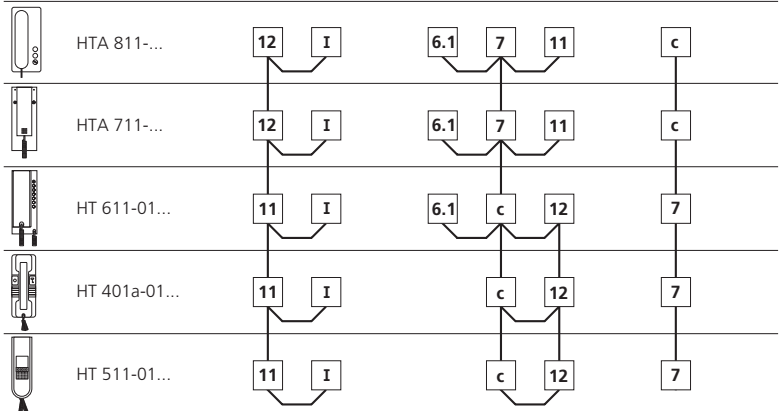 HTA 811-... 12 I 6.1 7 11 c
HTA 711-... 12 I 6.1 7 11 c
HT 611-01... 11 I 6.1 c 12 7
HT 401a-01... 11 I c 12 7
HT 511-01... 11 I c 12 7